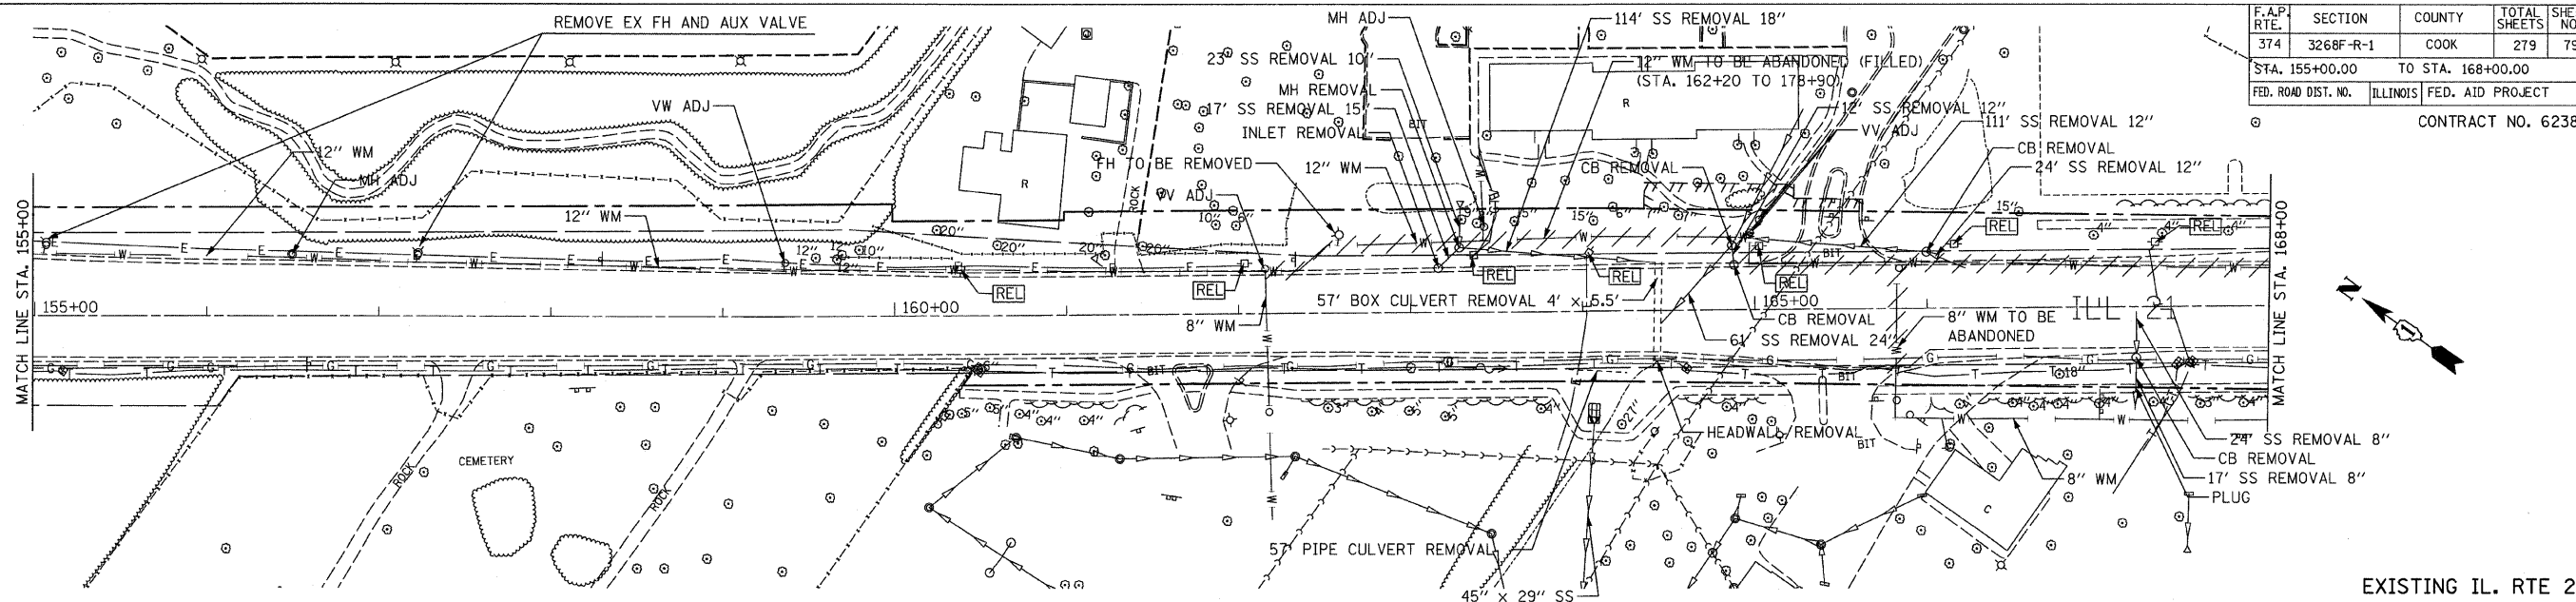 REMOVE EX FH AND AUX VALVE
MH ADJ
114' SS REMOVAL 18"
23' SS REMOVAL 10'
12" WM TO BE ABANDONED (FILLED)
(STA. 162+20 TO 178+90)
MH REMOVAL
17' SS REMOVAL 15
INLET REMOVAL
VW ADJ
12' SS REMOVAL 12"
VV ADJ
111' SS REMOVAL 12"
CB REMOVAL
24' SS REMOVAL 12"
FH TO BE REMOVED
12" WM
CB REMOVAL
12" WM
MH ADJ
VV ADJ
12" WM
R
R
BIT
ROCK
F.A.P. RTE.
SECTION
COUNTY
TOTAL SHEETS
374
3268F-R-1
COOK
279
STA. 155+00.00 TO STA. 168+00.00
FED. ROAD DIST. NO.
ILLINOIS
FED. AID PROJECT
CONTRACT NO. 6238
MATCH LINE STA. 155+00
MATCH LINE STA. 168+00
155+00
160+00
165+00
REL
REL
REL
REL
REL
REL
REL
8" WM
57' BOX CULVERT REMOVAL 4' x 5.5'
CB REMOVAL
61' SS REMOVAL 24"
8" WM TO BE
ABANDONED
ILL 21
N
BIT
BIT
BIT
CEMETERY
ROCK
ROCK
HEADWALL REMOVAL
BIT
57' PIPE CULVERT REMOVAL
45" x 29" SS
C
8" WM
24' SS REMOVAL 8"
CB REMOVAL
17' SS REMOVAL 8"
PLUG
EXISTING IL. RTE 2